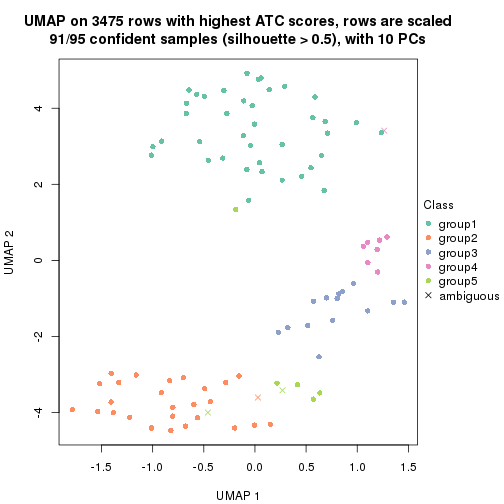 UMAP on 3475 rows with highest ATC scores, rows are scaled
91/95 confident samples (silhouette > 0.5), with 10 PCs
4
2
0
-2
-4
UMAP 2
-1.5 -1.0 -0.5 0.0 0.5 1.0 1.5
UMAP 1
Class
group1
group2
group3
group4
group5
ambiguous